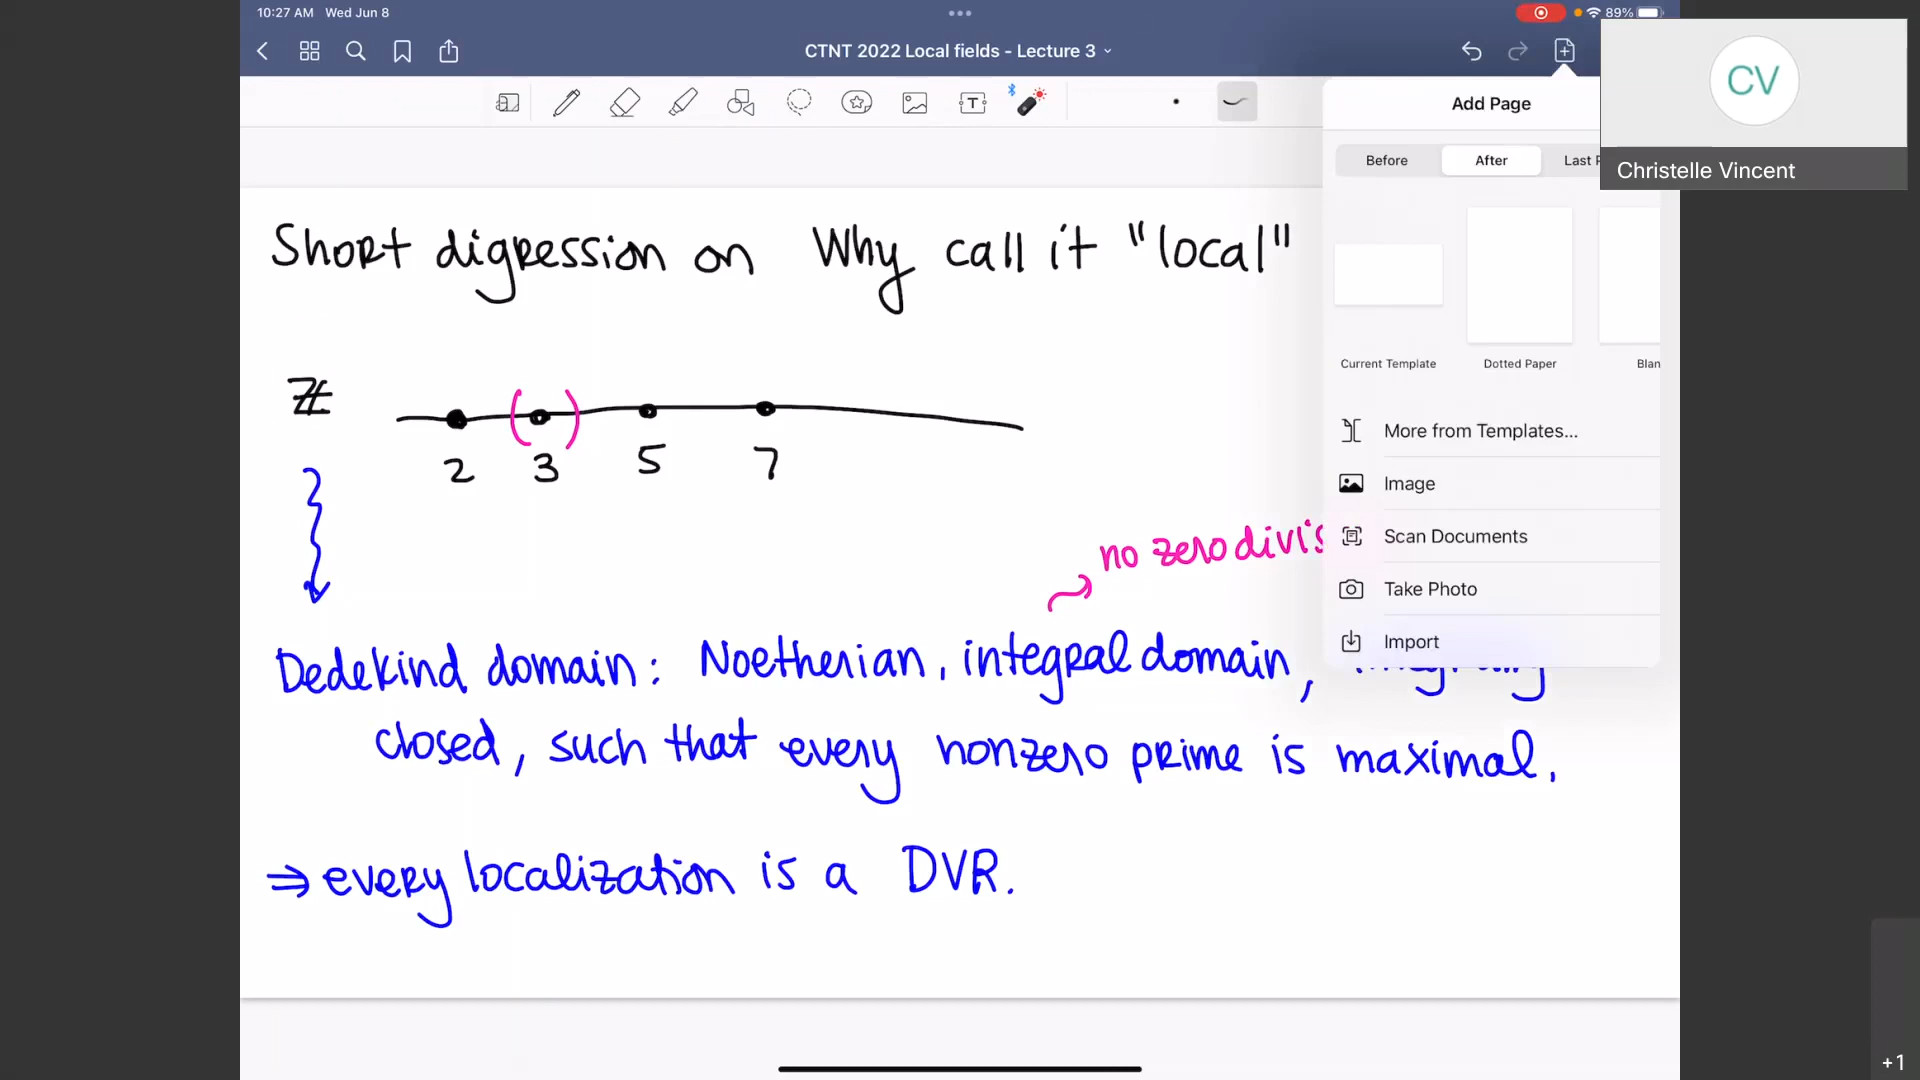 10:27 AM Wed Jun 8
89%
CTNT 2022 Local fields - Lecture 3
Add Page
Before After Last
CV
Christelle Vincent
Short digression on Why call it "local"
Current Template Dotted Paper
ℤ
2 3 5 7
More from Templates...
Image
Scan Documents
Take Photo
Import
no zero
Dedekind domain: Noetherian, integral domain,
closed, such that every nonzero prime is maximal.
⇒ every localization is a DVR.
+1